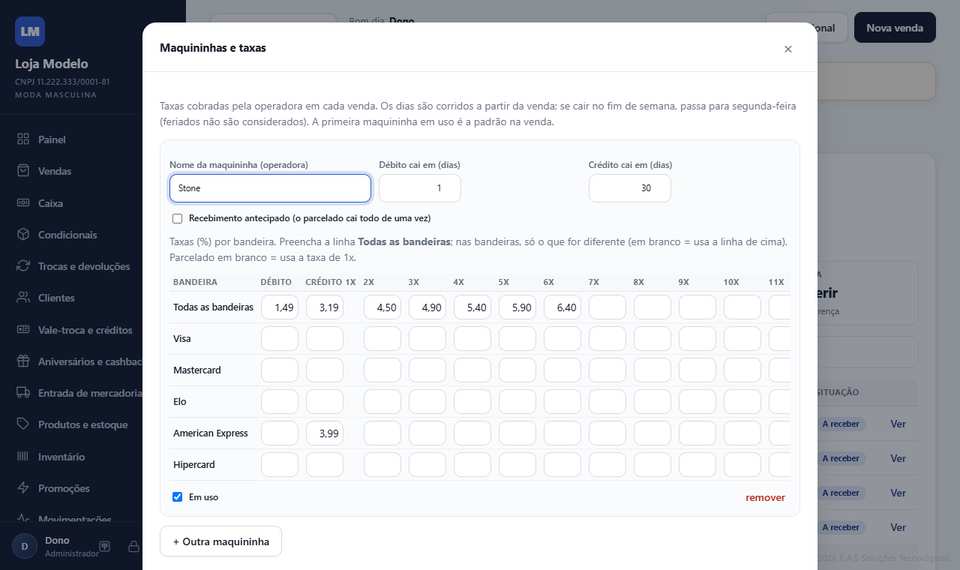 LM
Loja Modelo
CNPJ 11.222.333/0001-81
MODA MASCULINA
Painel
Vendas
Caixa
Condicionais
Trocas e devoluções
Clientes
Vale-troca e créditos
Aniversários e cashbac
Entrada de mercadoria
Produtos e estoque
Inventário
Promoções
Movimentações
D
Dono
Administrador
Bom dia, Dono
Nova venda
Maquininhas e taxas
×
Taxas cobradas pela operadora em cada venda. Os dias são corridos a partir da venda; se cair no fim de semana, passa para segunda-feira
(feriados não são considerados). A primeira maquininha em uso é a padrão na venda.
Nome da maquininha (operadora) Débito cai em (dias) Crédito cai em (dias)
Stone 1 30
Recebimento antecipado (o parcelado cai todo de uma vez)
Taxas (%) por bandeira. Preencha a linha Todas as bandeiras; nas bandeiras, só o que for diferente (em branco = usa a linha de cima).
Parcelado em branco = usa a taxa de 1x.
BANDEIRA DÉBITO CRÉDITO 1X 2X 3X 4X 5X 6X 7X 8X 9X 10X 11X
Todas as bandeiras 1,49 3,19 4,50 4,90 5,40 5,90 6,40
Visa
Mastercard
Elo
American Express 3,99
Hipercard
Em uso remover
+ Outra maquininha
SITUAÇÃO
A receber Ver
A receber Ver
A receber Ver
A receber Ver